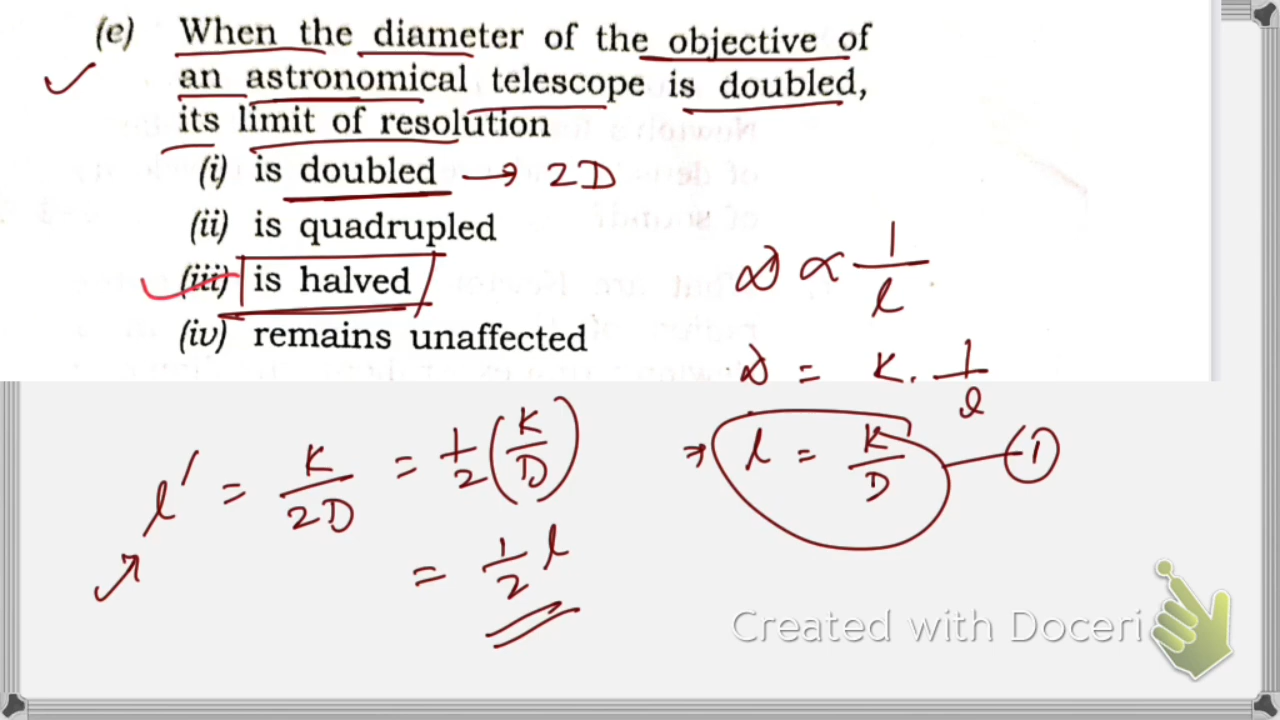 (e) When the diameter of the objective of
an astronomical telescope is doubled,
its limit of resolution
(i) is doubled → 2D
(ii) is quadrupled
(iii) is halved
(iv) remains unaffected
D ∝ 1/l
D = K · 1/l
⇒ l = K/D — (1)
l' = K/2D = 1/2 (K/D)
= 1/2 l
Created with Doceri